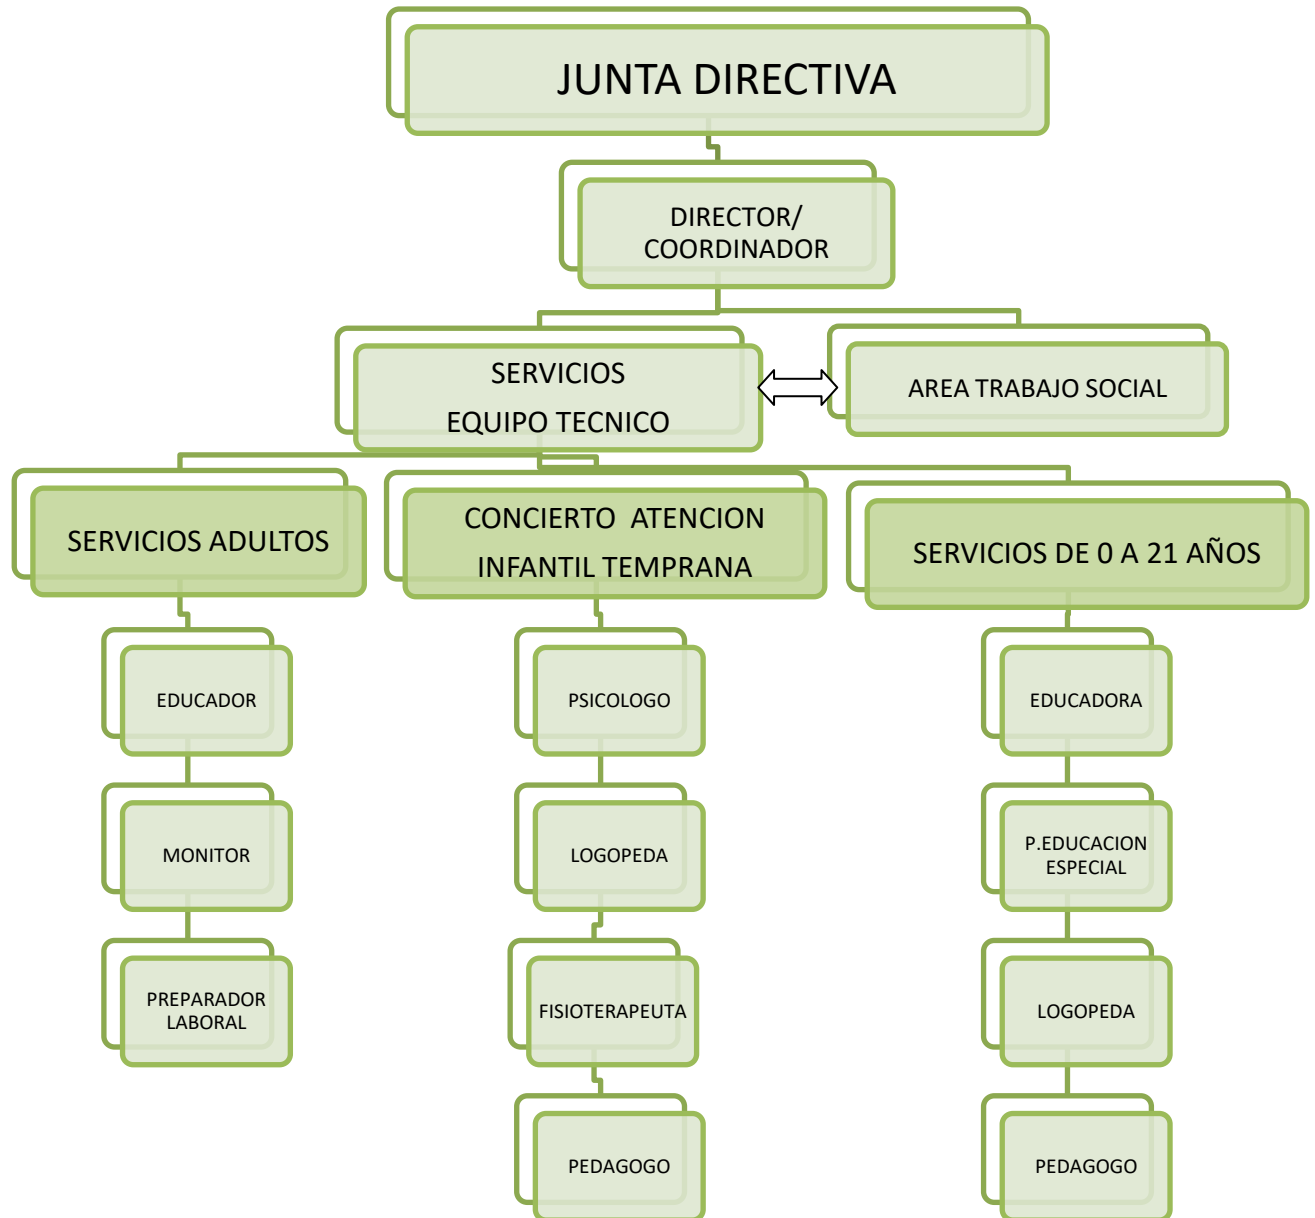 JUNTA DIRECTIVA
DIRECTOR/
COORDINADOR
SERVICIOS
EQUIPO TECNICO
AREA TRABAJO SOCIAL
SERVICIOS ADULTOS
CONCIERTO ATENCION
INFANTIL TEMPRANA
SERVICIOS DE 0 A 21 AÑOS
EDUCADOR
PSICOLOGO
EDUCADORA
MONITOR
LOGOPEDA
P.EDUCACION
ESPECIAL
PREPARADOR
LABORAL
FISIOTERAPEUTA
LOGOPEDA
PEDAGOGO
PEDAGOGO